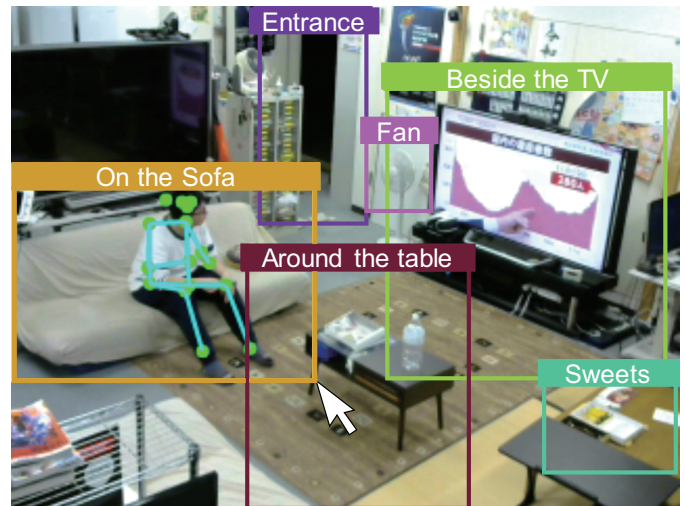 Entrance
Beside the TV
Fan
On the Sofa
Around the table
Sweets